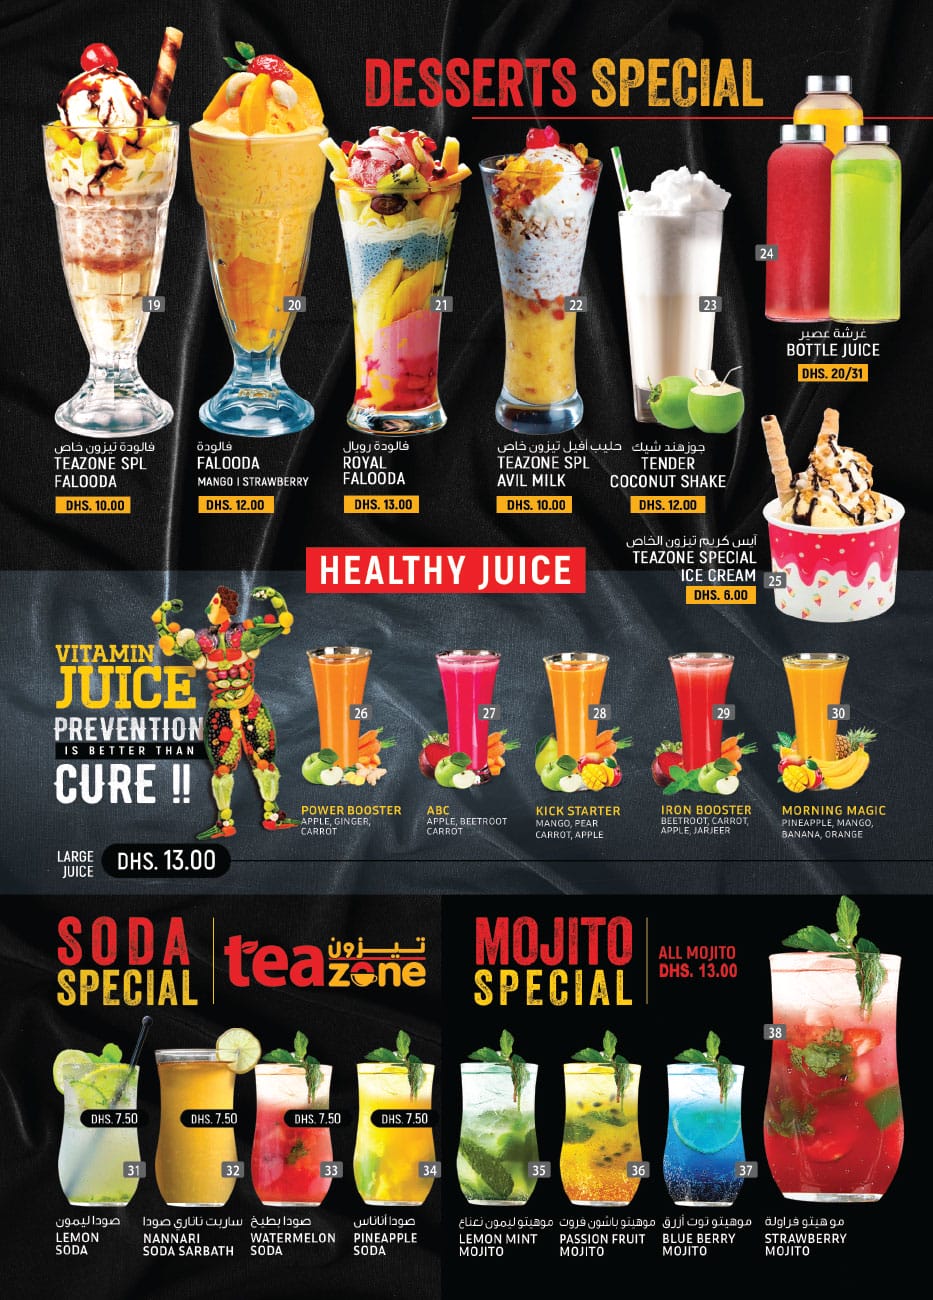 DESSERTS SPECIAL
19
20
21
22
23
24
غرشة عصير
BOTTLE JUICE
DHS. 20/31
فالودة تيزون خاص
TEAZONE SPL
FALOODA
DHS. 10.00
فالودة
FALOODA
MANGO I STRAWBERRY
DHS. 12.00
فالودة رويال
ROYAL
FALOODA
DHS. 13.00
حليب أفيل تيزون خاص
TEAZONE SPL
AVIL MILK
DHS. 10.00
جوزهند شيك
TENDER
COCONUT SHAKE
DHS. 12.00
آيس كريم تيزون الخاص
TEAZONE SPECIAL
ICE CREAM
DHS. 6.00
25
HEALTHY JUICE
VITAMIN
JUICE
PREVENTION
IS BETTER THAN
CURE !!
LARGE
JUICE
DHS. 13.00
26
POWER BOOSTER
APPLE, GINGER,
CARROT
27
ABC
APPLE, BEETROOT
CARROT
28
KICK STARTER
MANGO, PEAR
CARROT, APPLE
29
IRON BOOSTER
BEETROOT, CARROT,
APPLE, JARJEER
30
MORNING MAGIC
PINEAPPLE, MANGO,
BANANA, ORANGE
SODA
SPECIAL
تيزون
tea zone
DHS. 7.50
31
صودا ليمون
LEMON
SODA
DHS. 7.50
32
ساربت ناناري صودا
NANNARI
SODA SARBATH
DHS. 7.50
33
صودا بطيخ
WATERMELON
SODA
DHS. 7.50
34
صودا أناناس
PINEAPPLE
SODA
MOJITO
SPECIAL
ALL MOJITO
DHS. 13.00
35
موهيتو ليمون نعناع
LEMON MINT
MOJITO
36
موهيتو باشون فروت
PASSION FRUIT
MOJITO
37
موهيتو توت أزرق
BLUE BERRY
MOJITO
38
موهيتو فراولة
STRAWBERRY
MOJITO